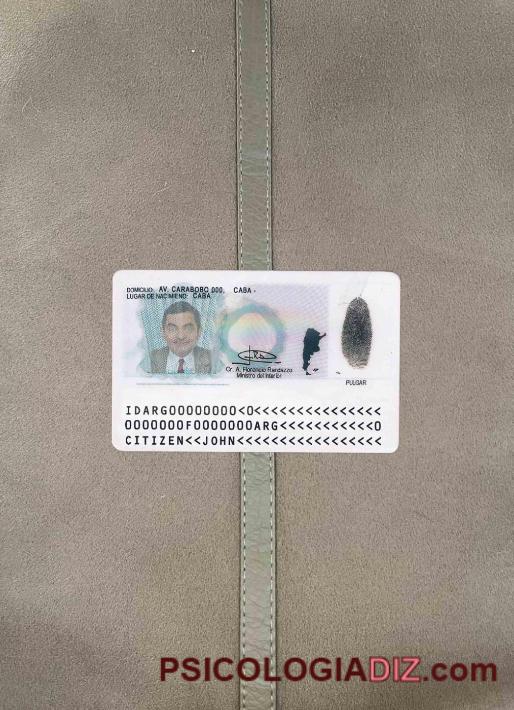 DOMICILIO: AV. CARABOBO 000, CABA -
LUGAR DE NACIMIENO: CABA
Cr. A. Florencio Randazzo
Ministro del Interior
PULGAR
IDARG00000000<0<<<<<<<<<<<<<<<
0000000F0000000ARG<<<<<<<<<<<0
CITIZEN<<JOHN<<<<<<<<<<<<<<<<<
PSICOLOGIADIZ.com